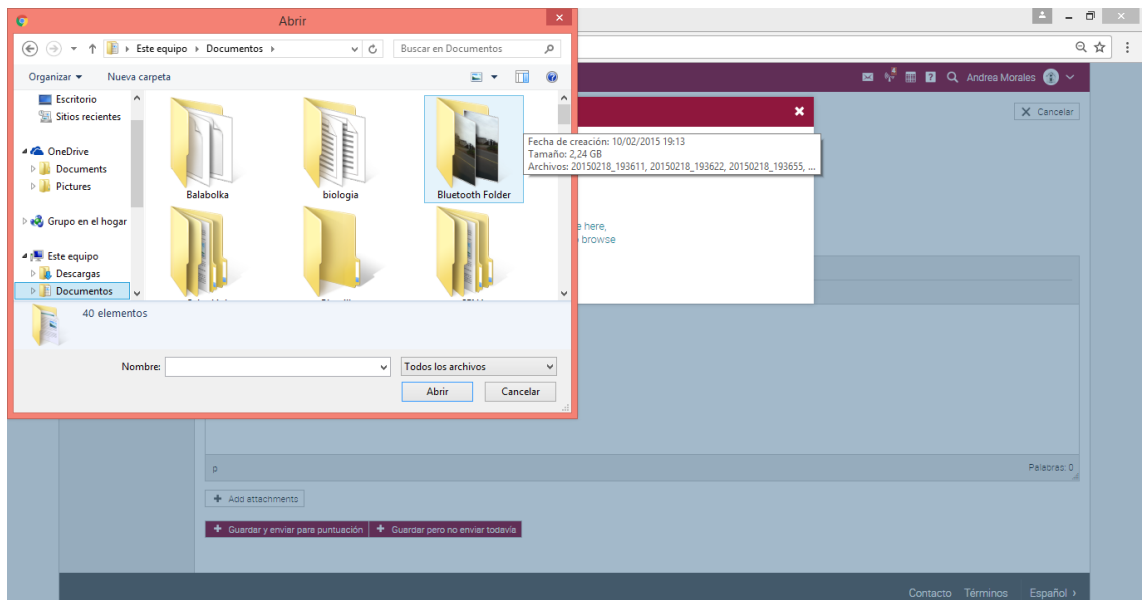 Abrir
Este equipo
Documentos
Buscar en Documentos
Organizar
Nueva carpeta
Escritorio
Sitios recientes
OneDrive
Documents
Pictures
Grupo en el hogar
Este equipo
Descargas
Documentos
Balabolka
biologia
Bluetooth Folder
Fecha de creación: 10/02/2015 19:13
Tamaño: 2,24 GB
Archivos: 20150218_193611, 20150218_193622, 20150218_193655, ...
40 elementos
Nombre:
Todos los archivos
Abrir
Cancelar
4
Andrea Morales
Cancelar
here,
browse
p
Palabras: 0
Add attachments
Guardar y enviar para puntuación
Guardar pero no enviar todavía
Contacto
Términos
Español